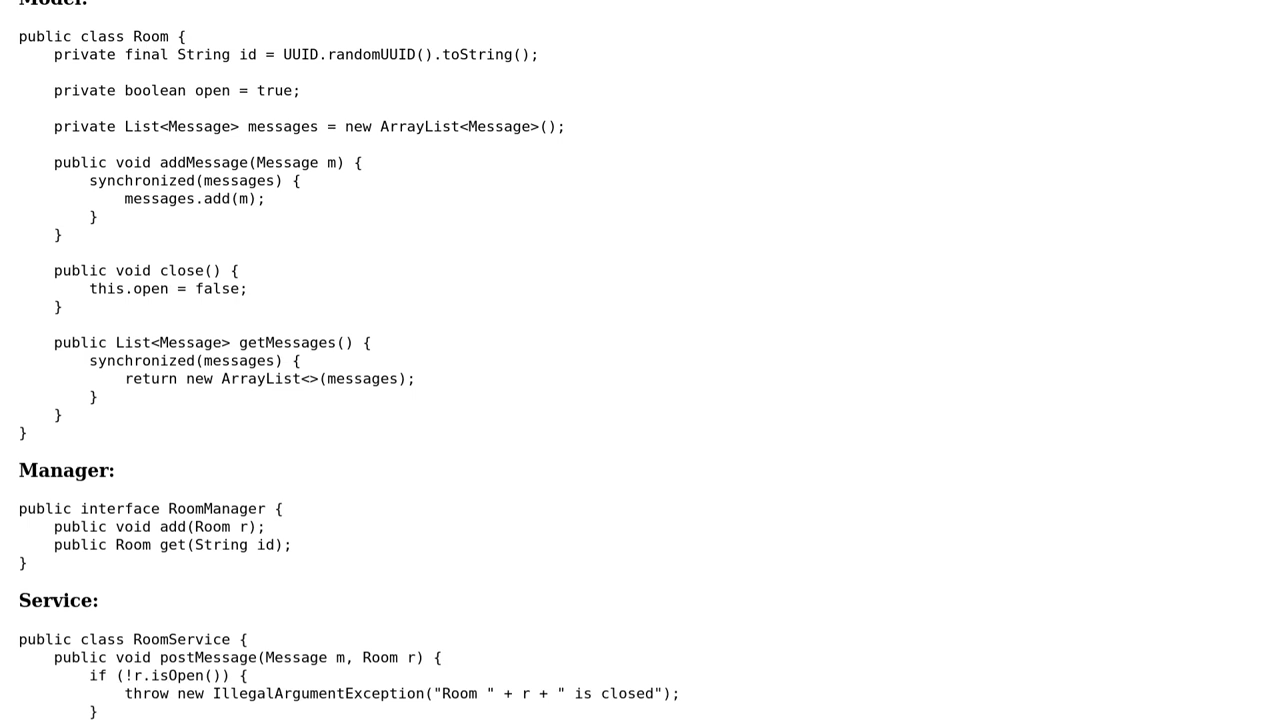 Model:
public class Room {
    private final String id = UUID.randomUUID().toString();
    private boolean open = true;
    private List<Message> messages = new ArrayList<Message>();
    public void addMessage(Message m) {
        synchronized(messages) {
            messages.add(m);
        }
    }
    public void close() {
        this.open = false;
    }
    public List<Message> getMessages() {
        synchronized(messages) {
            return new ArrayList<>(messages);
        }
    }
}
Manager:
public interface RoomManager {
    public void add(Room r);
    public Room get(String id);
}
Service:
public class RoomService {
    public void postMessage(Message m, Room r) {
        if (!r.isOpen()) {
            throw new IllegalArgumentException("Room " + r + " is closed");
        }